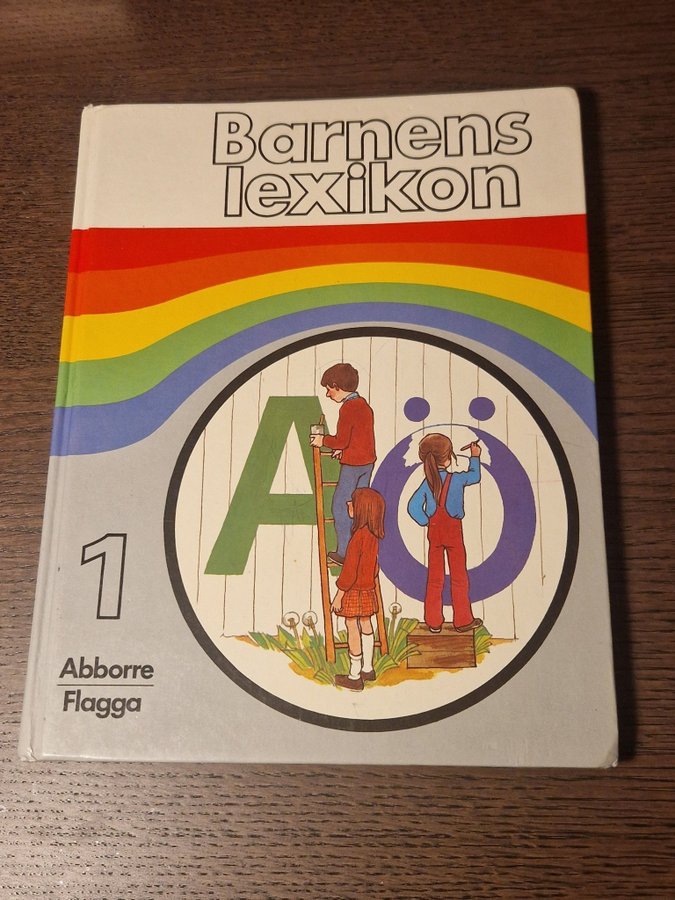 Barnens
lexikon
A Ö
1
Abborre
Flagga